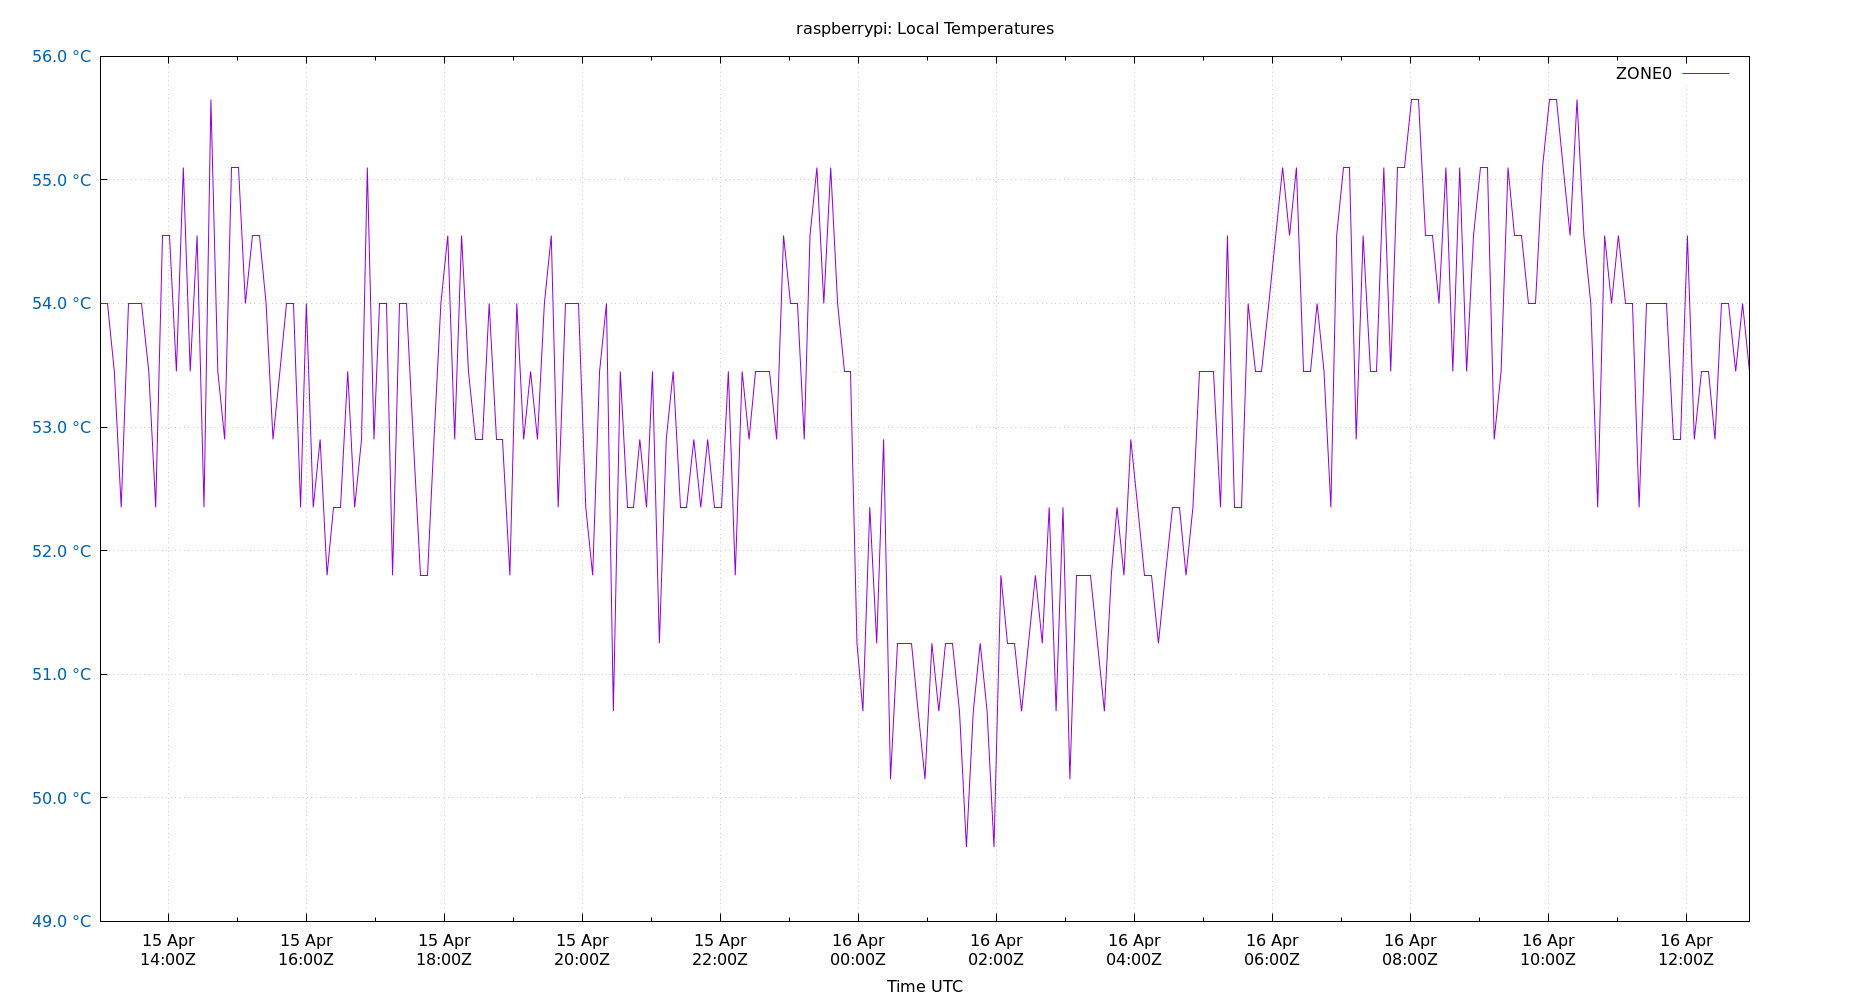 raspberrypi: Local Temperatures
56.0 °C
ZONE0
55.0 °C
54.0 °C
53.0 °C
52.0 °C
51.0 °C
50.0 °C
49.0 °C
15 Apr 15 Apr 15 Apr 15 Apr 15 Apr 16 Apr 16 Apr 16 Apr 16 Apr 16 Apr 16 Apr 16 Apr
14:00Z 16:00Z 18:00Z 20:00Z 22:00Z 00:00Z 02:00Z 04:00Z 06:00Z 08:00Z 10:00Z 12:00Z
Time UTC